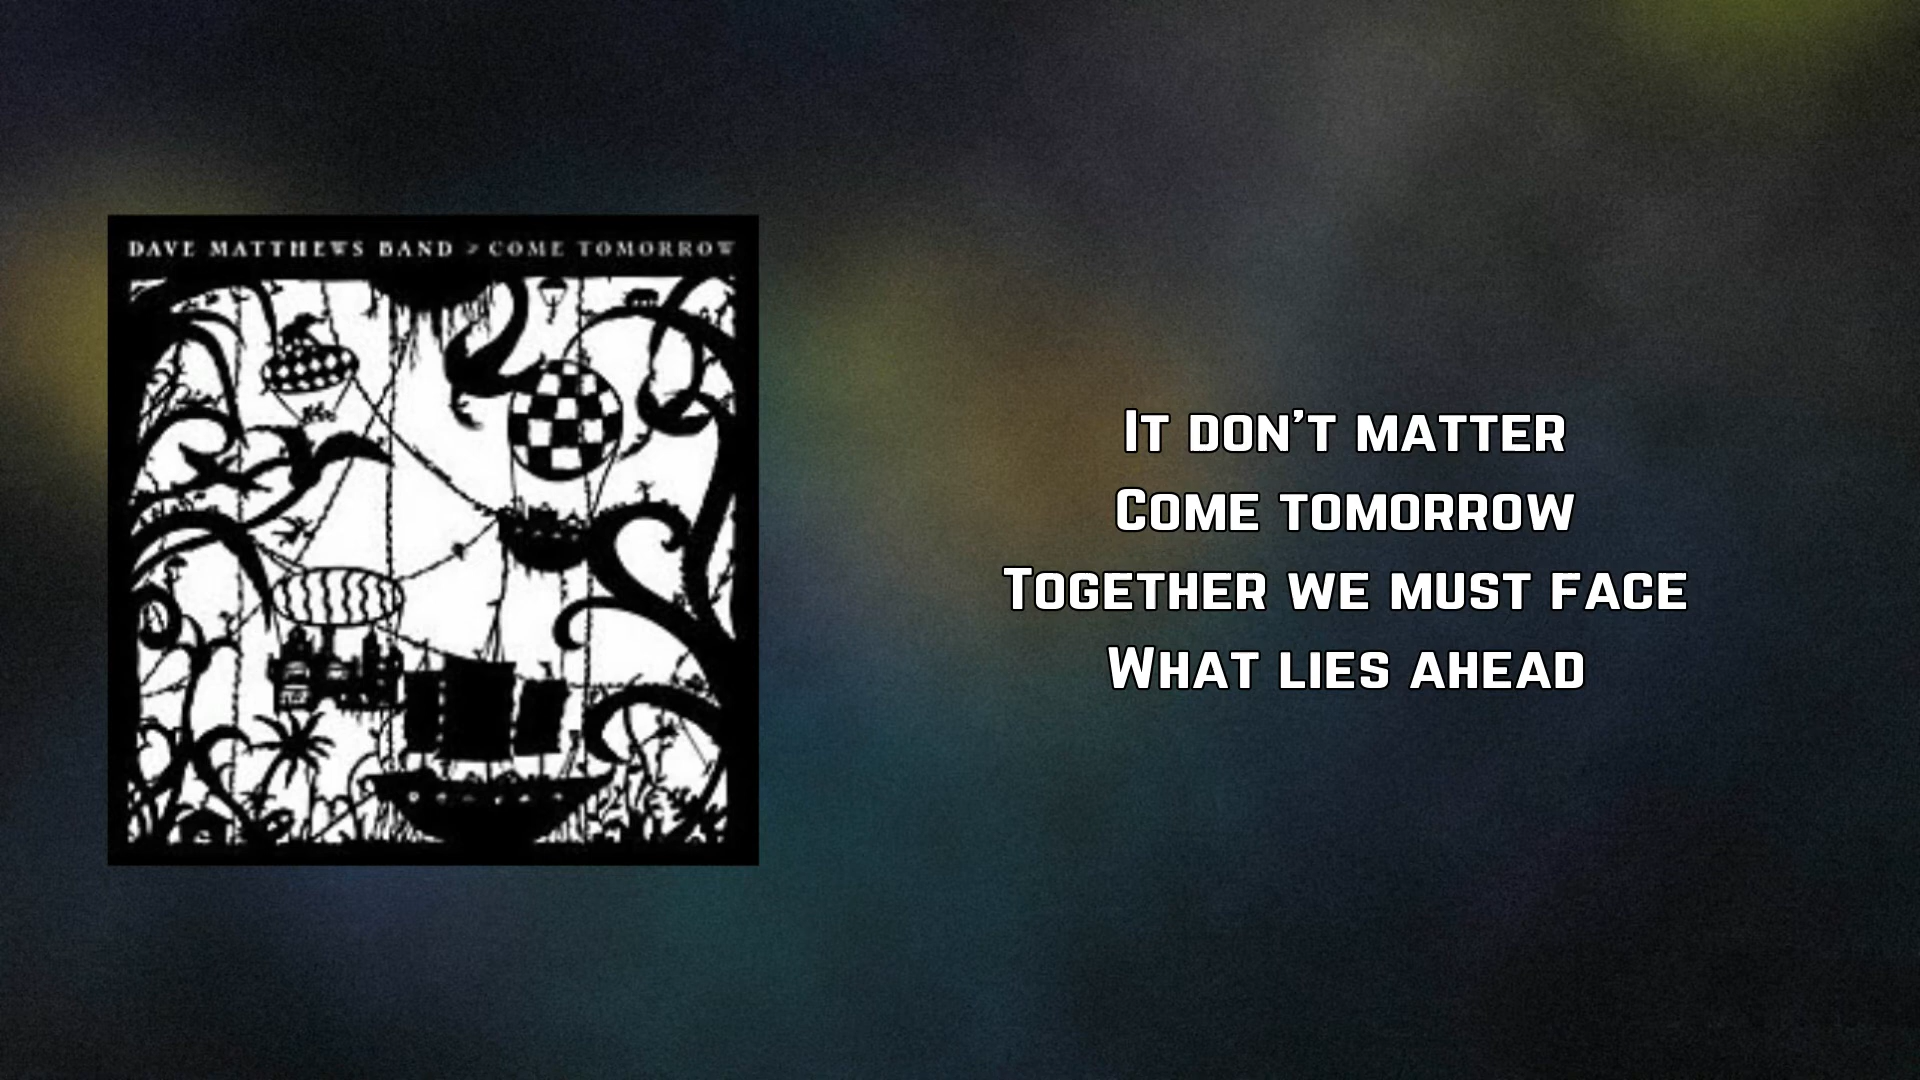 DAVE MATTHEWS BAND » COME TOMORROW
It don't matter
Come tomorrow
Together we must face
What lies ahead